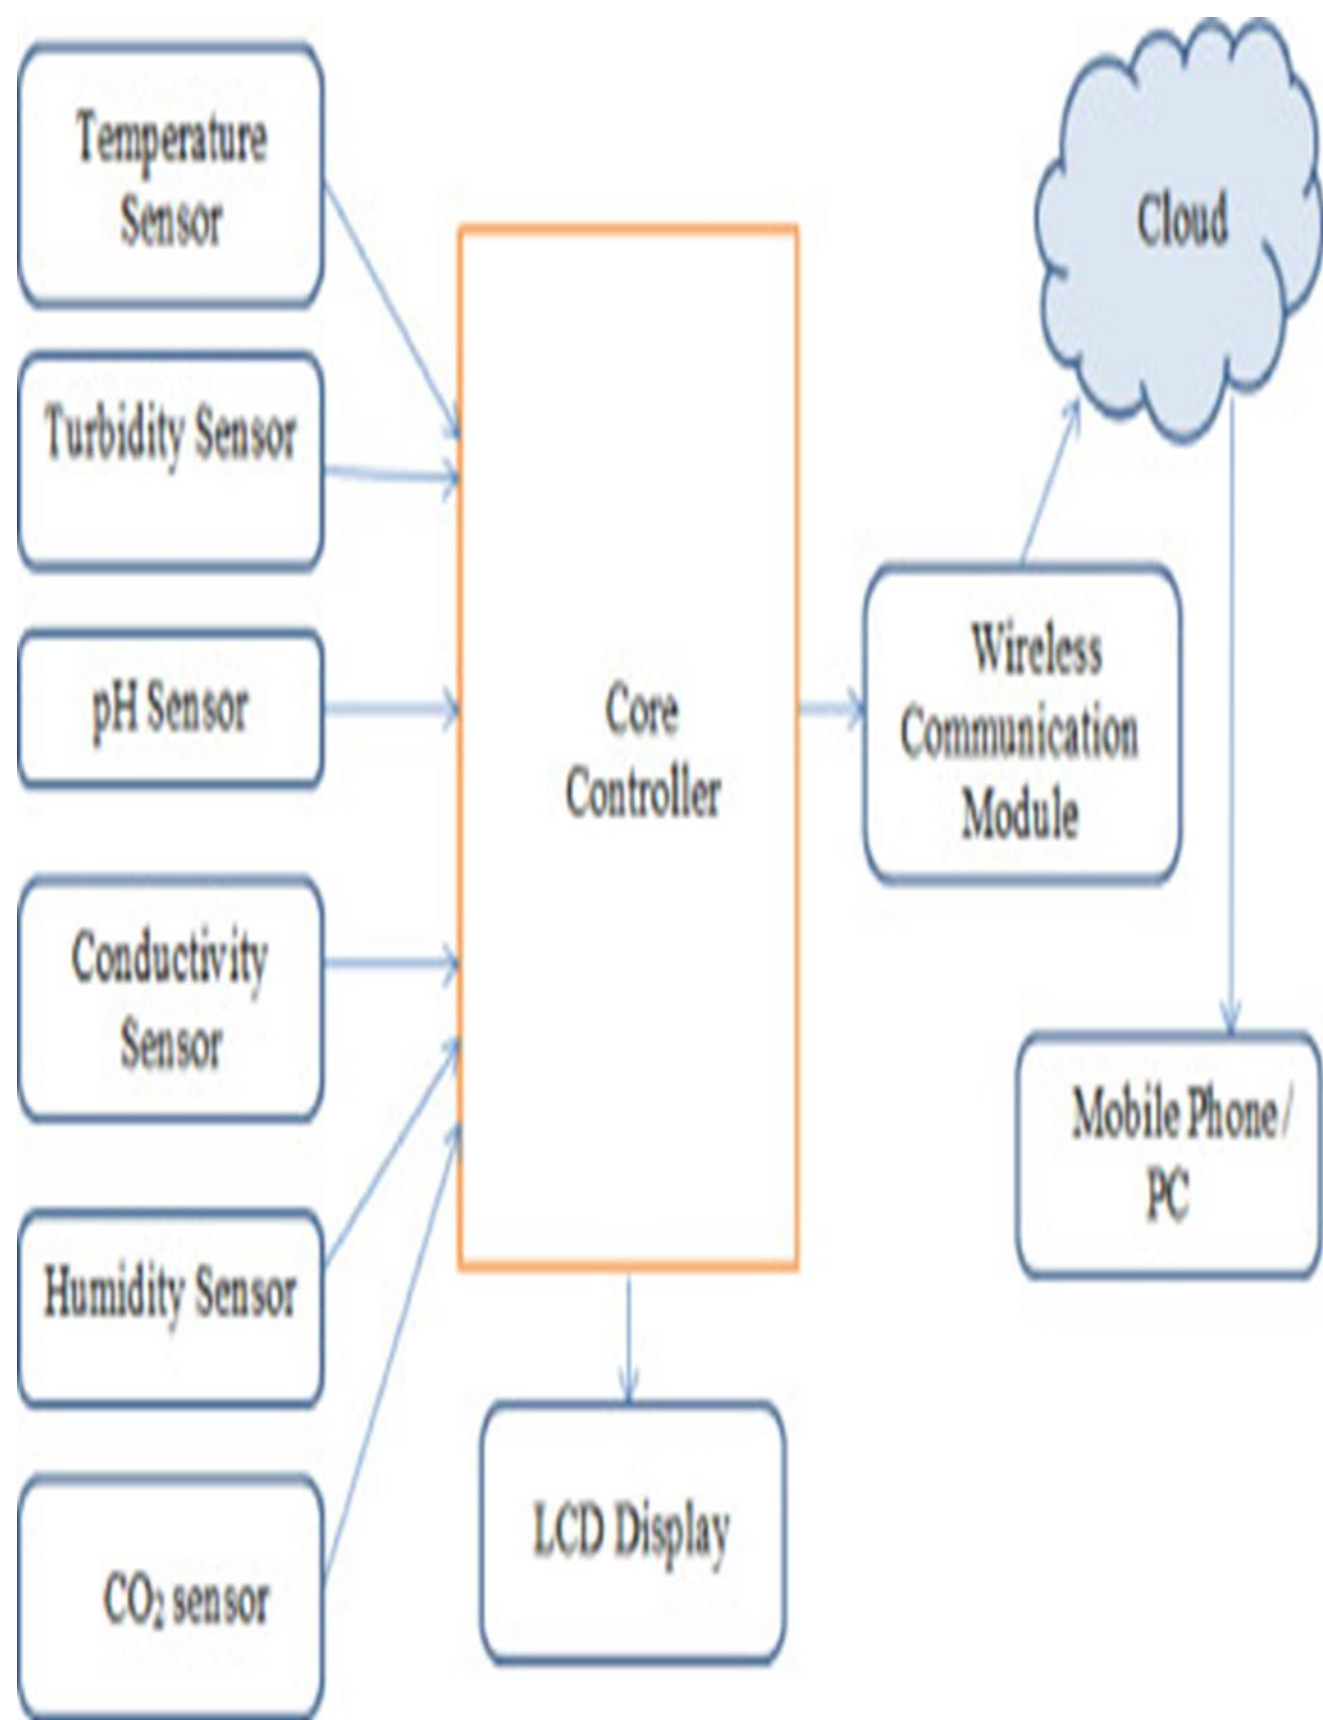 Temperature
Sensor
Turbidity Sensor
pH Sensor
Conductivity
Sensor
Humidity Sensor
CO₂ sensor
Core
Controller
LCD Display
Wireless
Communication
Module
Cloud
Mobile Phone/
PC